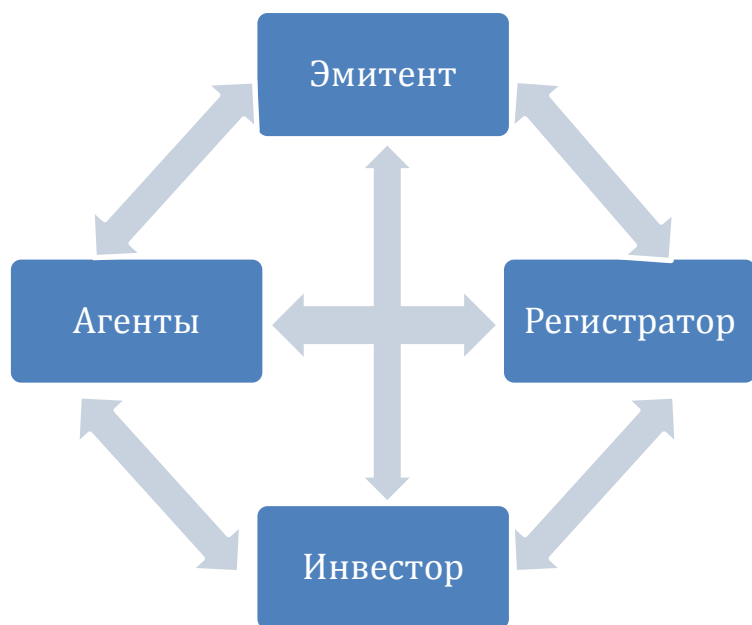 Эмитент
Агенты
Регистратор
Инвестор